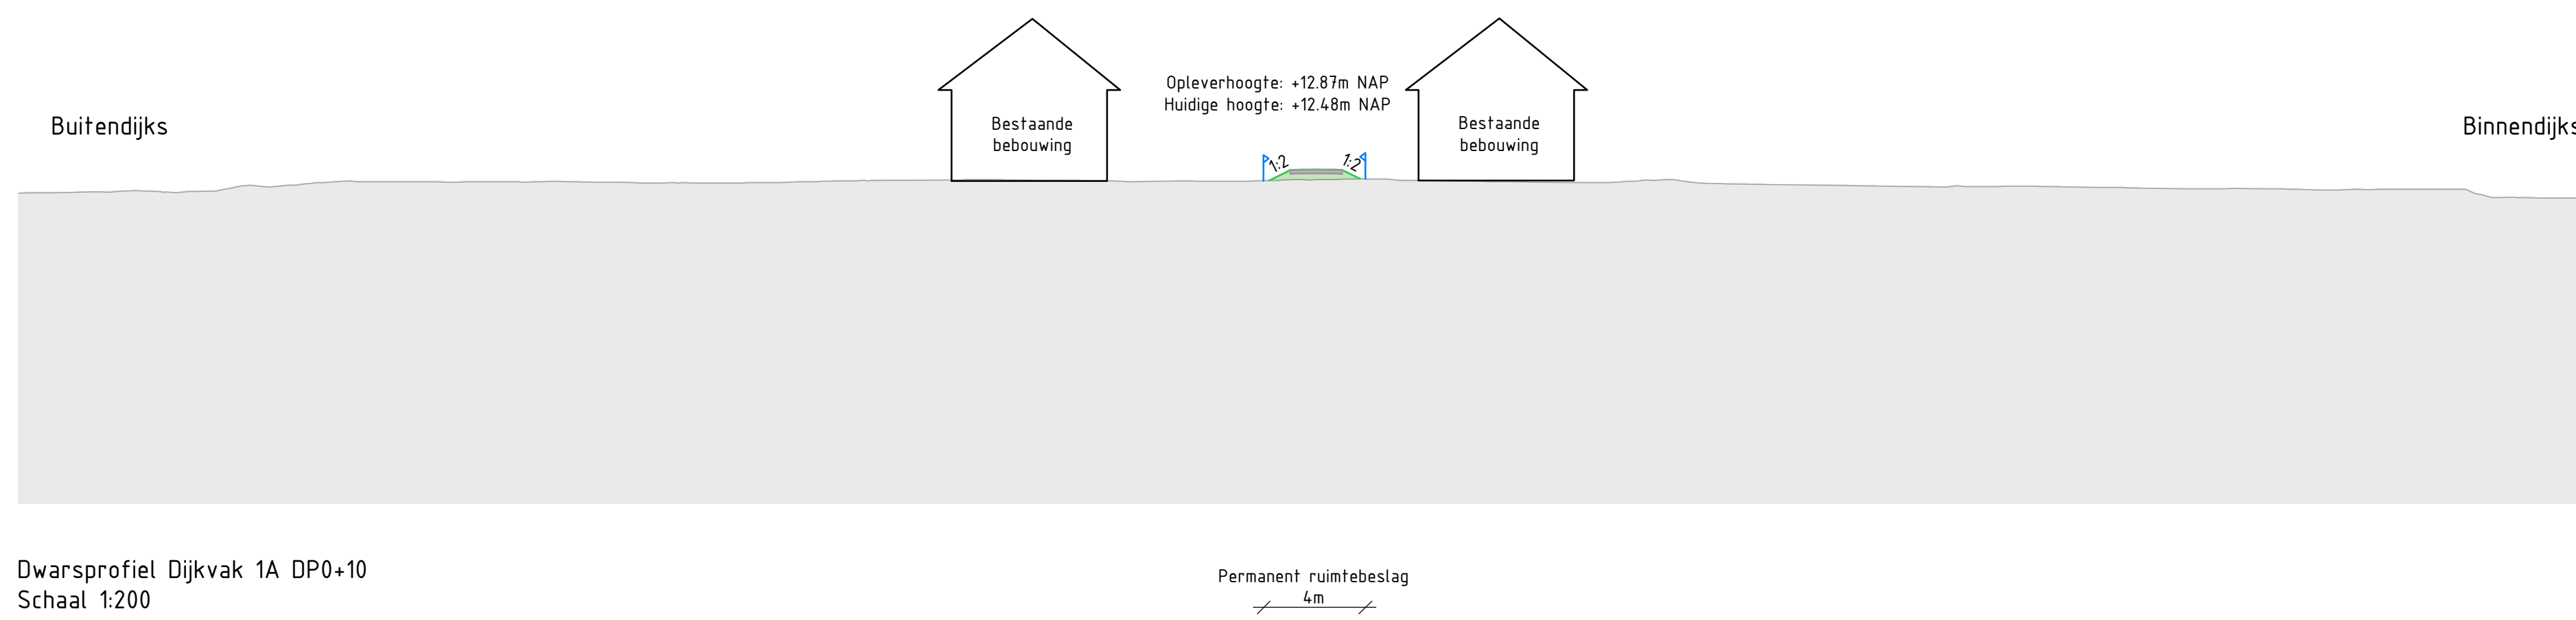 Opleverhoogte: +12.87m NAP
Huidige hoogte: +12.48m NAP
Buitendijks
Bestaande
bebouwing
Bestaande
bebouwing
Binnendijks
1:2
1:2
Dwarsprofiel Dijkvak 1A DP0+10
Schaal 1:200
Permanent ruimtebeslag
4m